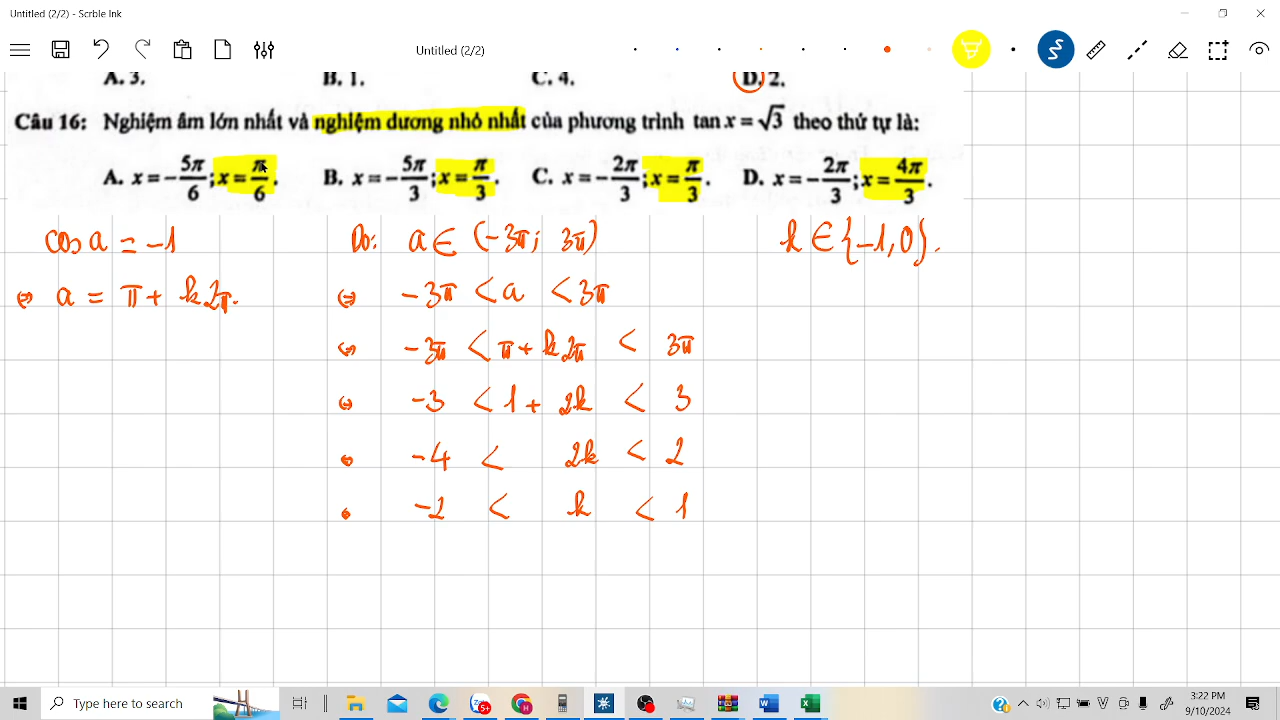 Untitled (2/2) - Scrble Ink
Untitled (2/2)
A. 3. B. 1. C. 4. D. 2.
Câu 16: Nghiệm âm lớn nhất và nghiệm dương nhỏ nhất của phương trình tan x = √3 theo thứ tự là:
A. x = −5π/6; x = π/6. B. x = −5π/3; x = π/3. C. x = −2π/3; x = π/3. D. x = −2π/3; x = 4π/3.
cos a = -1 Do: a ∈ (-3π; 3π) k ∈ {-1, 0}.
⇔ a = π + k2π. ⇔ -3π < a < 3π
⇔ -3π < π + k2π < 3π
⇔ -3 < 1 + 2k < 3
⇔ -4 < 2k < 2
-2 < k < 1
Type here to search
5+
V
5:22 PM
9/10/2024